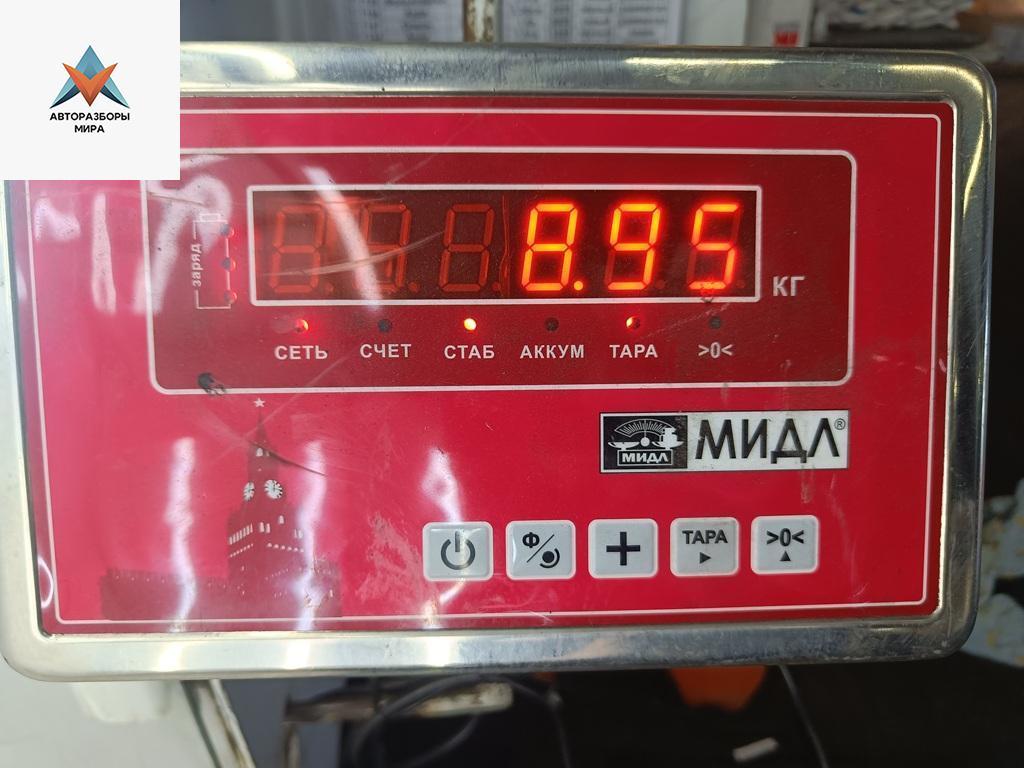 АВТОРАЗБОРЫ
МИРА
заряд
8.95
КГ
СЕТЬ СЧЕТ СТАБ АККУМ ТАРА >0<
МИДЛ МИДЛ®
Ф + ТАРА >0<